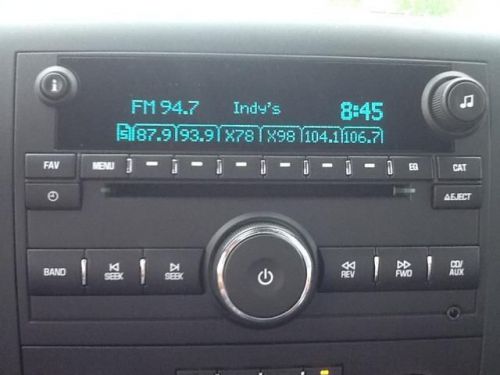 i
FM 94.7 Indy's 8:45
87.9 93.9 X78 X98 104.1 106.7
FAV MENU EQ CAT
EJECT
BAND SEEK SEEK REV FWD CD/
AUX